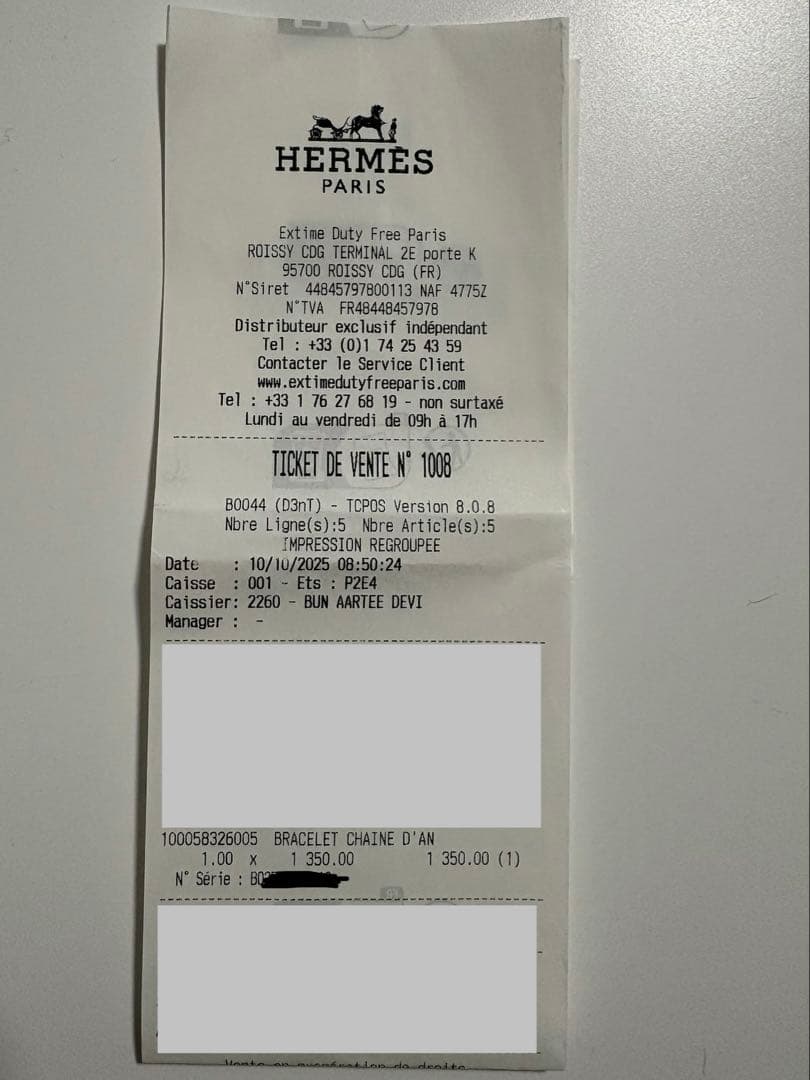 HERMÈS
PARIS
Extime Duty Free Paris
ROISSY CDG TERMINAL 2E porte K
95700 ROISSY CDG (FR)
N°Siret 44845797800113 NAF 4775Z
N°TVA FR48448457978
Distributeur exclusif indépendant
Tel : +33 (0)1 74 25 43 59
Contacter le Service Client
www.extimedutyfreeparis.com
Tel : +33 1 76 27 68 19 - non surtaxé
Lundi au vendredi de 09h à 17h
TICKET DE VENTE N° 1008
B0044 (D3nT) - TCPOS Version 8.0.8
Nbre Ligne(s):5 Nbre Article(s):5
IMPRESSION REGROUPEE
Date : 10/10/2025 08:50:24
Caisse : 001 - Ets : P2E4
Caissier: 2260 - BUN AARTEE DEVI
Manager : -
100058326005 BRACELET CHAINE D'AN
1.00 x 1 350.00 1 350.00 (1)
N° Série :